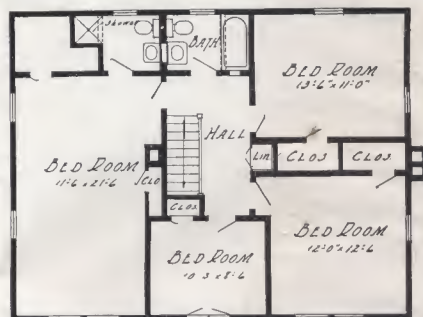 Shower
BATH
BED ROOM
13'-6" x 11'-0"
HALL
LIN
CLOS
CLOS
BED ROOM
11'-6 x 21'-6
CLO
CLOS
BED ROOM
12'-0" x 12'-6
BED ROOM
10'-3 x 8'-6